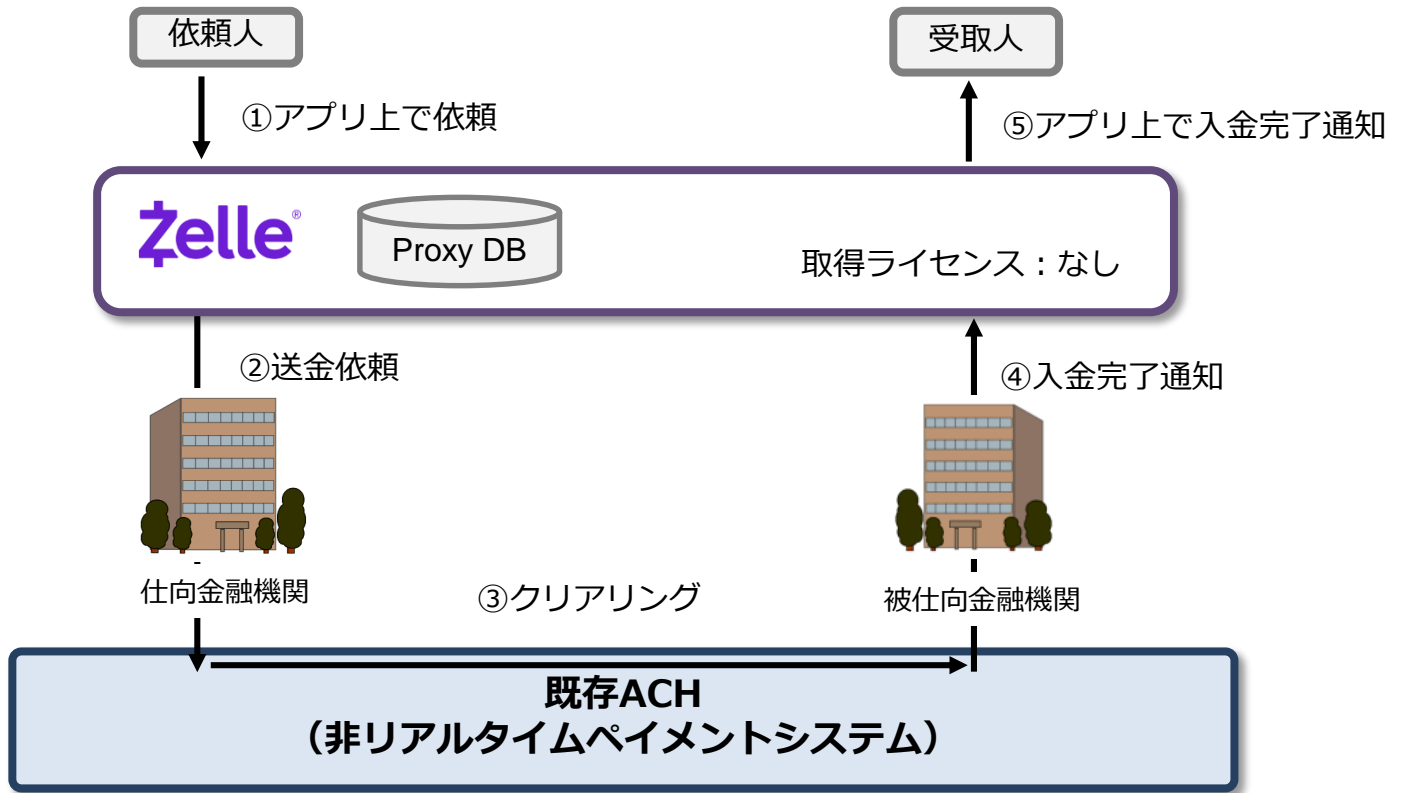 依頼人
受取人
①アプリ上で依頼
⑤アプリ上で入金完了通知
Zelle®
Proxy DB
取得ライセンス：なし
②送金依頼
④入金完了通知
仕向金融機関
③クリアリング
被仕向金融機関
既存ACH
（非リアルタイムペイメントシステム）